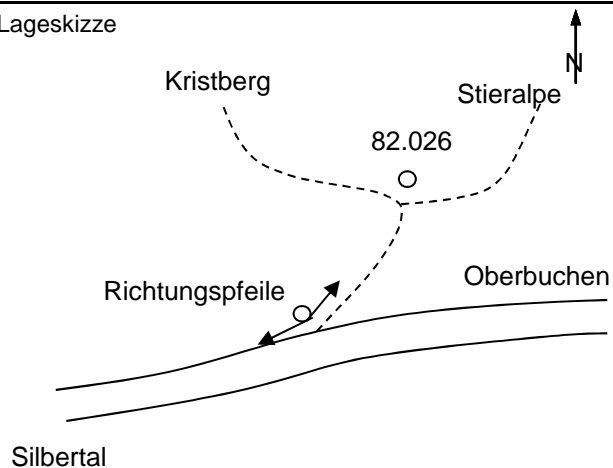 Lageskizze
N
Kristberg
Stieralpe
82.026
Oberbuchen
Richtungspfeile
Silbertal